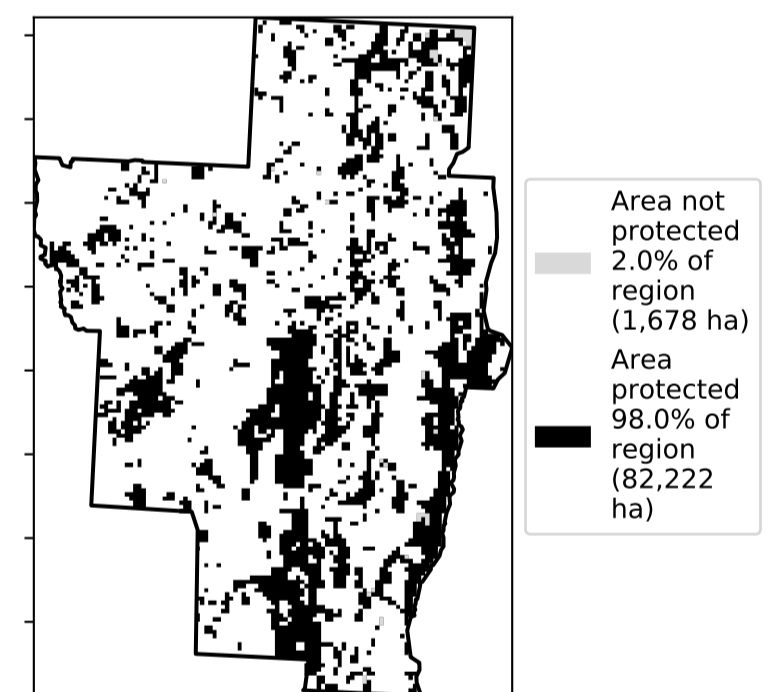 Area not
protected
2.0% of
region
(1,678 ha)
Area
protected
98.0% of
region
(82,222
ha)